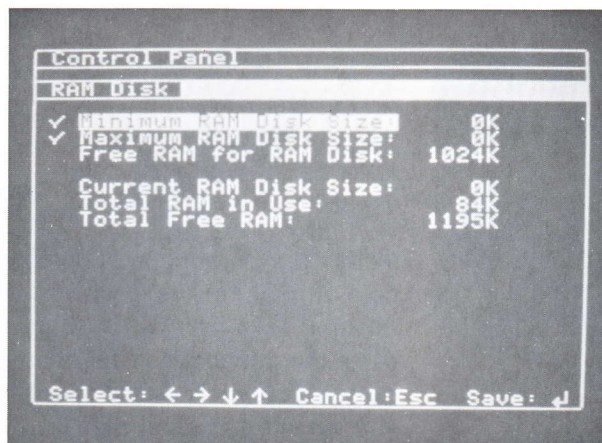 Control Panel
RAM Disk
✓ Minimum RAM Disk Size: 0K
✓ Maximum RAM Disk Size: 0K
Free RAM for RAM Disk: 1024K
Current RAM Disk Size: 0K
Total RAM in Use: 84K
Total Free RAM: 1195K
Select: ← → ↓ ↑ Cancel:Esc Save: ↵